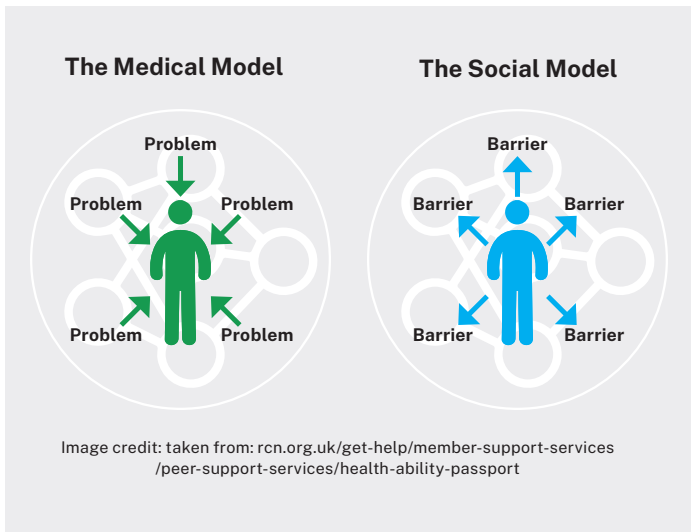 The Medical Model
Problem
Problem
Problem
Problem
Problem
The Social Model
Barrier
Barrier
Barrier
Barrier
Barrier
Image credit: taken from: rcn.org.uk/get-help/member-support-services
/peer-support-services/health-ability-passport